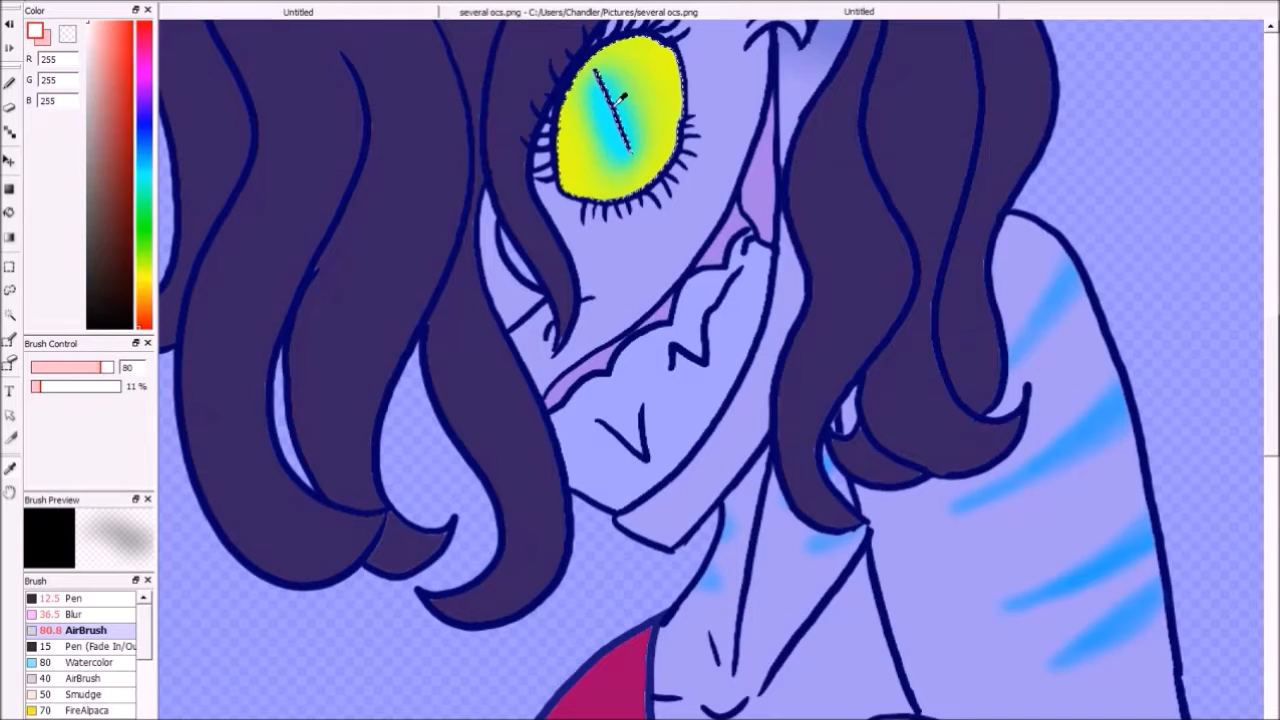 Color
Untitled
several ocs.png - C:/Users/Chandler/Pictures/several ocs.png
Untitled
R 255
G 255
B 255
Brush Control
80
11 %
Brush Preview
Brush
12.5 Pen
36.5 Blur
80.8 AirBrush
15 Pen (Fade In/Ou
80 Watercolor
40 AirBrush
50 Smudge
70 FireAlpaca
T